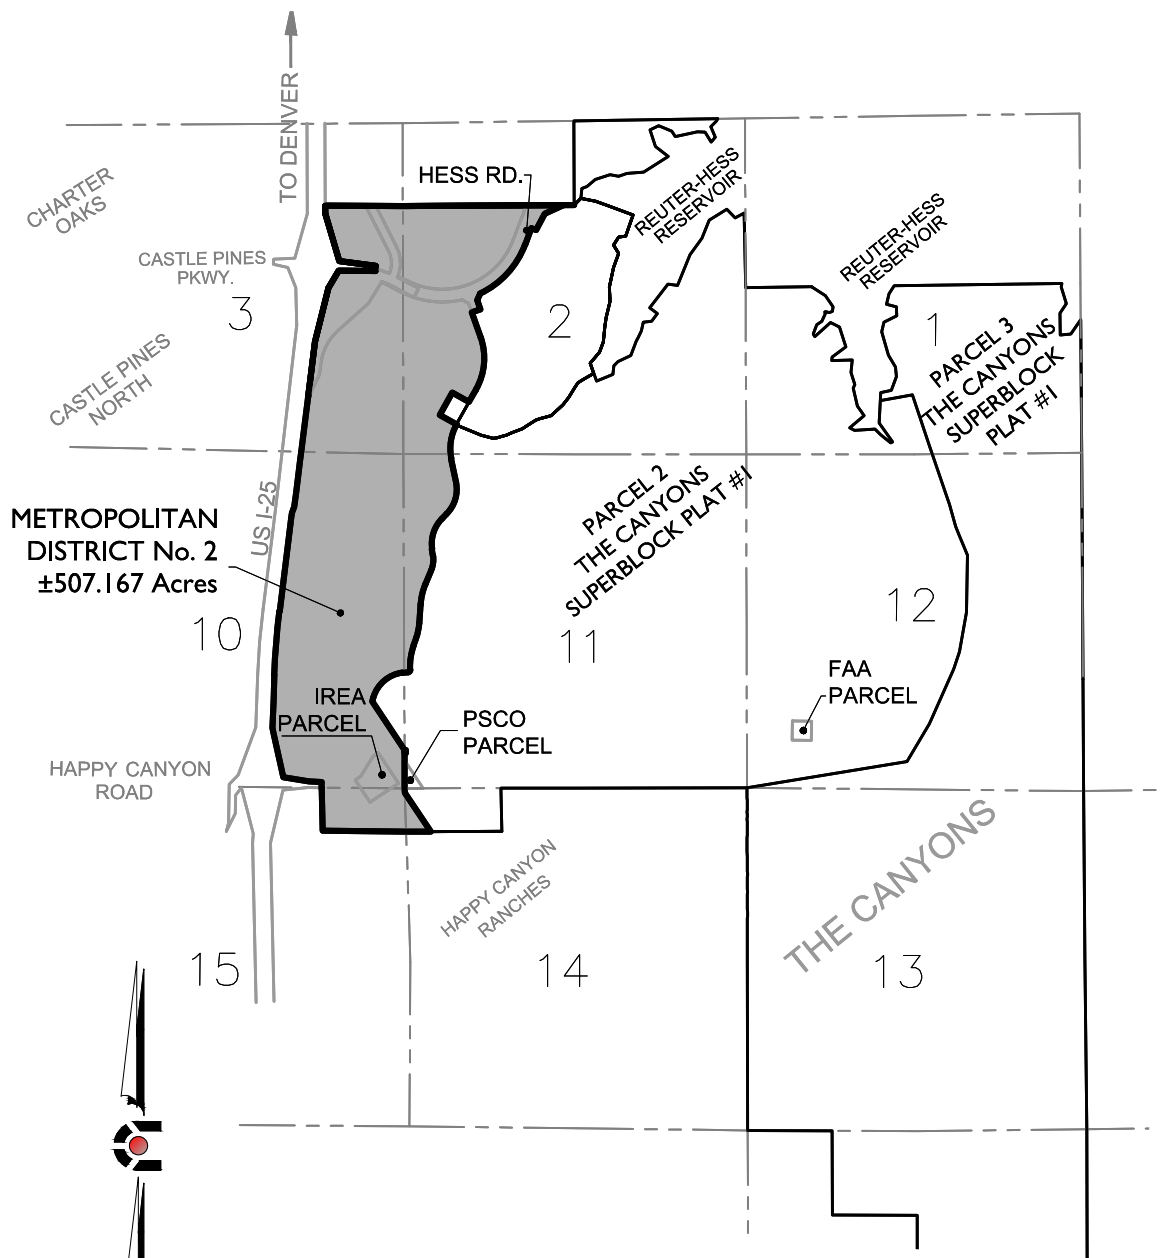 TO DENVER
CHARTER
OAKS
HESS RD.
REUTER-HESS
RESERVOIR
REUTER-HESS
RESERVOIR
CASTLE PINES
PKWY.
3
2
1
PARCEL 3
THE CANYONS
SUPERBLOCK
PLAT #1
CASTLE PINES
NORTH
PARCEL 2
THE CANYONS
SUPERBLOCK PLAT #1
US I-25
METROPOLITAN
DISTRICT No. 2
±507.167 Acres
10
11
12
IREA
PARCEL
PSCO
PARCEL
FAA
PARCEL
HAPPY CANYON
ROAD
HAPPY CANYON
RANCHES
THE CANYONS
15
14
13